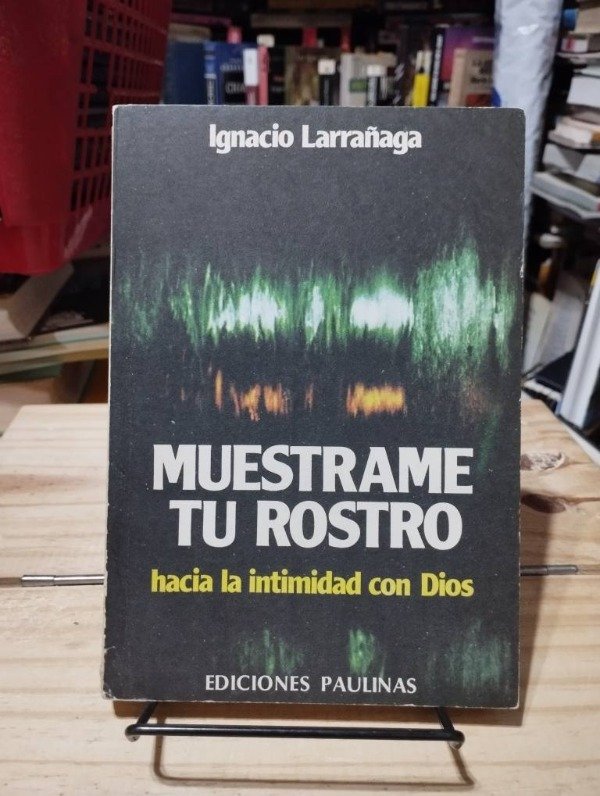 Ignacio Larrañaga
MUESTRAME
TU ROSTRO
hacia la intimidad con Dios
EDICIONES PAULINAS